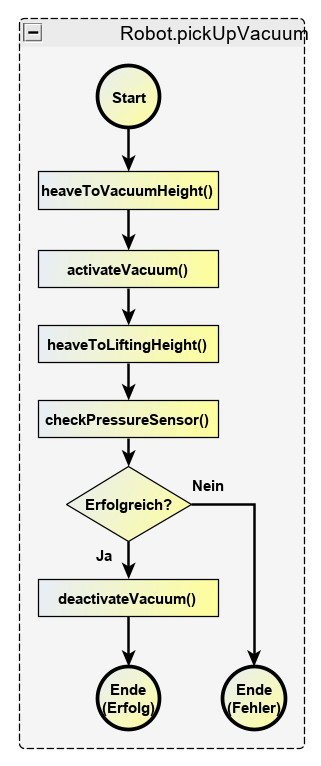 Robot.pickUpVacuum
Start
heaveToVacuumHeight()
activateVacuum()
heaveToLiftingHeight()
checkPressureSensor()
Erfolgreich?
Nein
Ja
deactivateVacuum()
Ende
(Erfolg)
Ende
(Fehler)